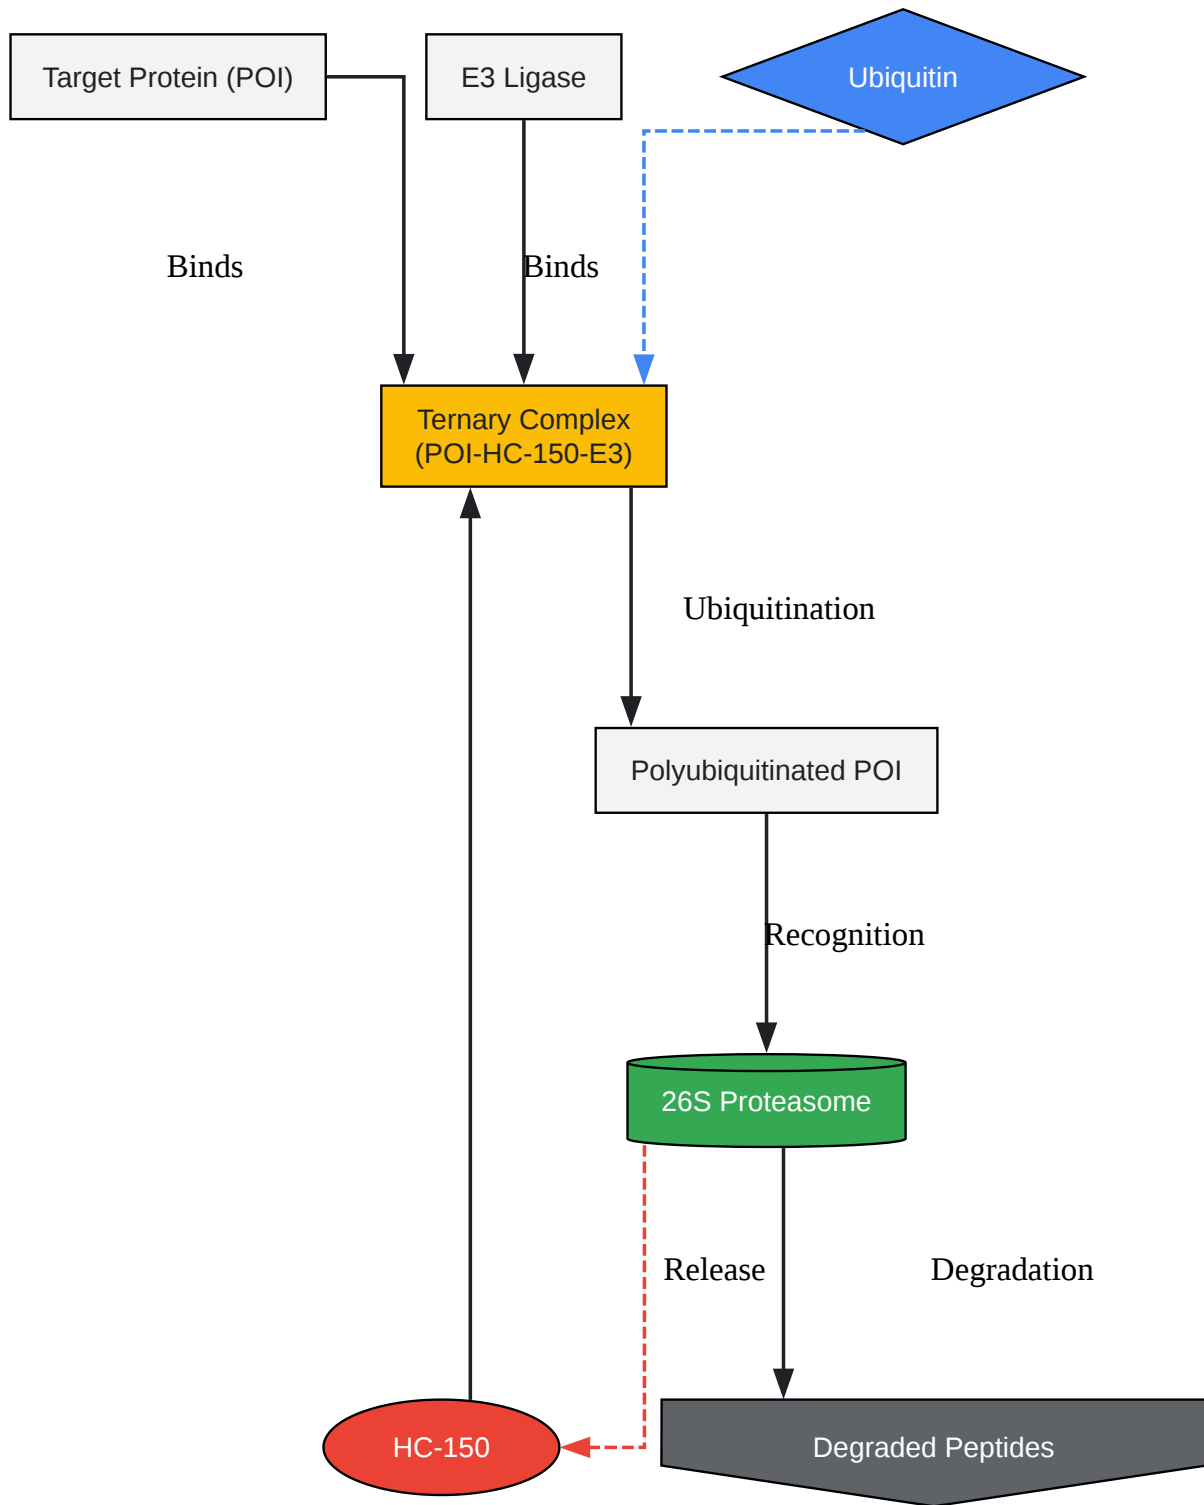 Target Protein (POI)
E3 Ligase
Ubiquitin
Binds
Binds
Ternary Complex
(POI-HC-150-E3)
Ubiquitination
Polyubiquitinated POI
Recognition
26S Proteasome
Release
Degradation
HC-150
Degraded Peptides